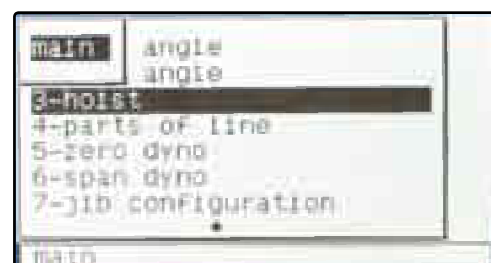 main
angle
angle
3-hoist
4-parts of line
5-zero dyno
6-span dyno
7-jib configuration
main